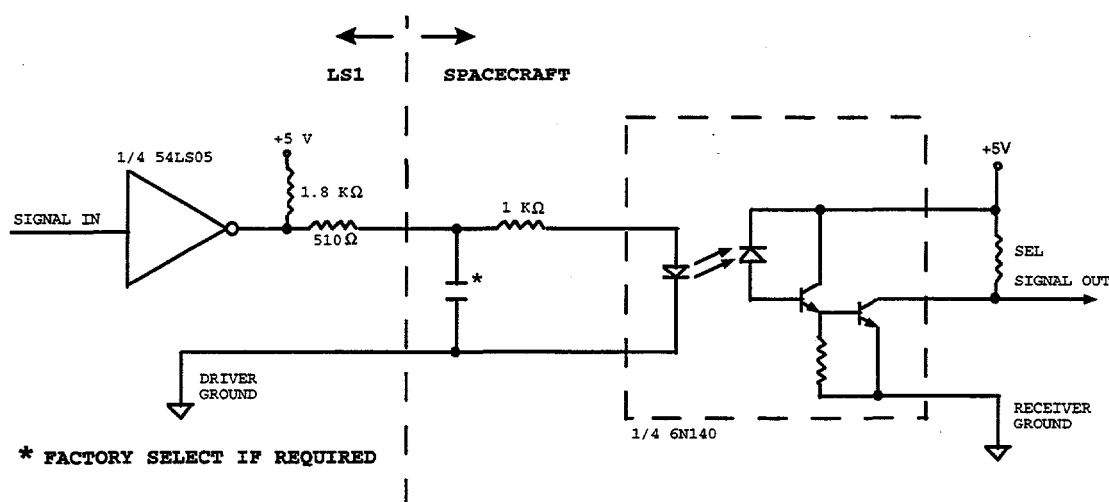 LS1
SPACECRAFT
+5 V
1/4 54LS05
1.8 KΩ
SIGNAL IN
510Ω
1 KΩ
*
+5V
SEL
SIGNAL OUT
DRIVER
GROUND
RECEIVER
GROUND
1/4 6N140
* FACTORY SELECT IF REQUIRED